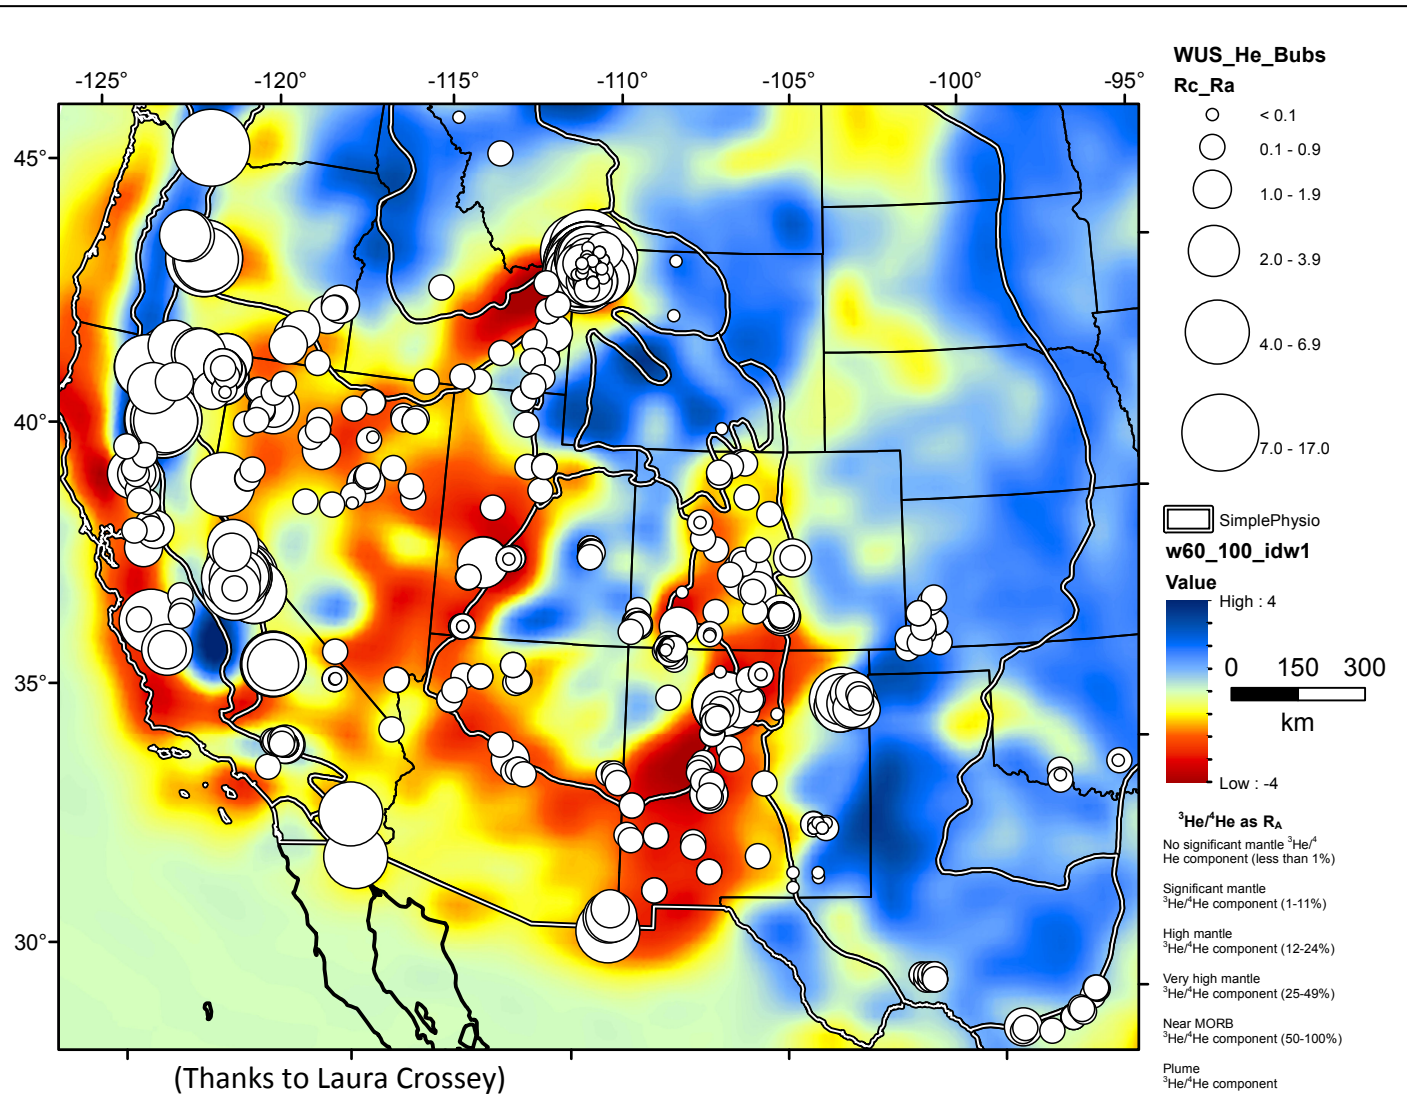 WUS_He_Bubs
Rc_Ra
-125° -120° -115° -110° -105° -100° -95°
< 0.1
0.1 - 0.9
45°
1.0 - 1.9
2.0 - 3.9
4.0 - 6.9
40°
7.0 - 17.0
SimplePhysio
w60_100_idw1
Value
High : 4
0 150 300
35°
km
Low : -4
³He/⁴He as RA
No significant mantle ³He/⁴
He component (less than 1%)
Significant mantle
³He/⁴He component (1-11%)
High mantle
30°
³He/⁴He component (12-24%)
Very high mantle
³He/⁴He component (25-49%)
Near MORB
³He/⁴He component (50-100%)
Plume
³He/⁴He component
(Thanks to Laura Crossey)